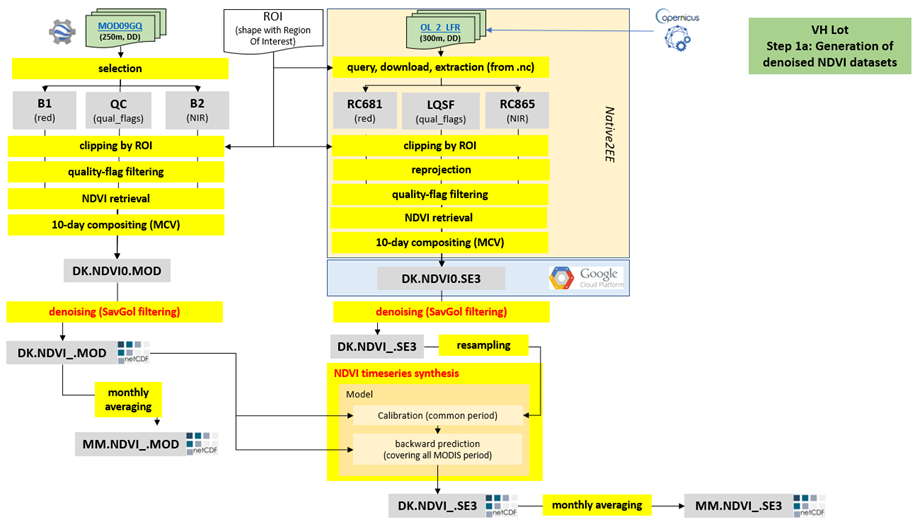 MOD09GQ
(250m, DD)
ROI
(shape with Region
Of Interest)
OL_2_LFR
(300m, DD)
Copernicus
VH Lot
Step 1a: Generation of
denoised NDVI datasets
selection
query, download, extraction (from .nc)
B1
(red)
QC
(qual_flags)
B2
(NIR)
RC681
(red)
LQSF
(qual_flags)
RC865
(NIR)
Native2EE
clipping by ROI
quality-flag filtering
NDVI retrieval
10-day compositing (MCV)
clipping by ROI
reprojection
quality-flag filtering
NDVI retrieval
10-day compositing (MCV)
DK.NDVI0.MOD
DK.NDVI0.SE3
Google
Cloud Platform
denoising (SavGol filtering)
denoising (SavGol filtering)
DK.NDVI_.MOD
netCDF
DK.NDVI_.SE3
resampling
NDVI timeseries synthesis
Model
Calibration (common period)
backward prediction
(covering all MODIS period)
monthly
averaging
MM.NDVI_.MOD
netCDF
DK.NDVI_.SE3
netCDF
monthly averaging
MM.NDVI_.SE3
netCDF